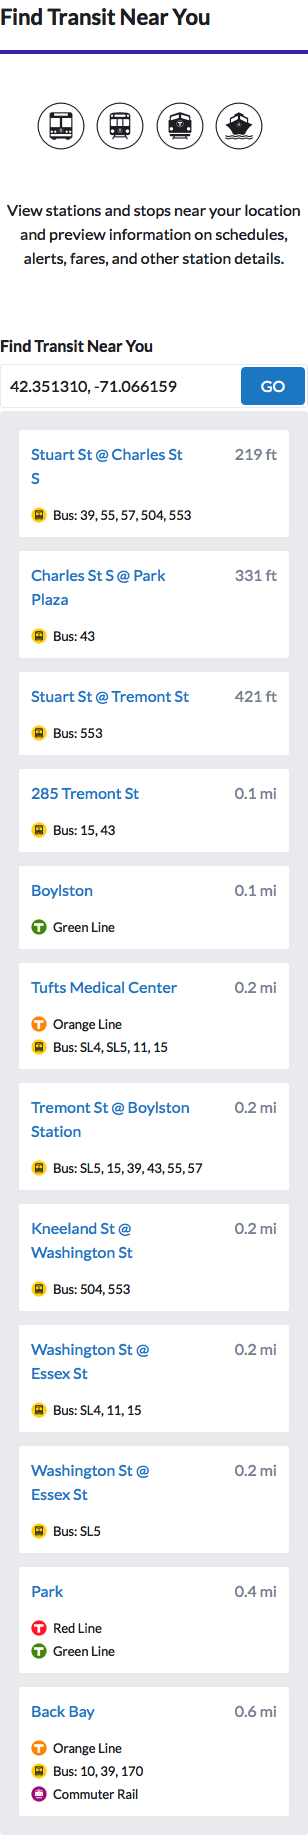 Find Transit Near You
View stations and stops near your location
and preview information on schedules,
alerts, fares, and other station details.
Find Transit Near You
42.351310, -71.066159 GO
Stuart St @ Charles St 219 ft
S
Bus: 39, 55, 57, 504, 553
Charles St S @ Park 331 ft
Plaza
Bus: 43
Stuart St @ Tremont St 421 ft
Bus: 553
285 Tremont St 0.1 mi
Bus: 15, 43
Boylston 0.1 mi
T Green Line
Tufts Medical Center 0.2 mi
T Orange Line
Bus: SL4, SL5, 11, 15
Tremont St @ Boylston 0.2 mi
Station
Bus: SL5, 15, 39, 43, 55, 57
Kneeland St @ 0.2 mi
Washington St
Bus: 504, 553
Washington St @ 0.2 mi
Essex St
Bus: SL4, 11, 15
Washington St @ 0.2 mi
Essex St
Bus: SL5
Park 0.4 mi
T Red Line
T Green Line
Back Bay 0.6 mi
T Orange Line
Bus: 10, 39, 170
Commuter Rail